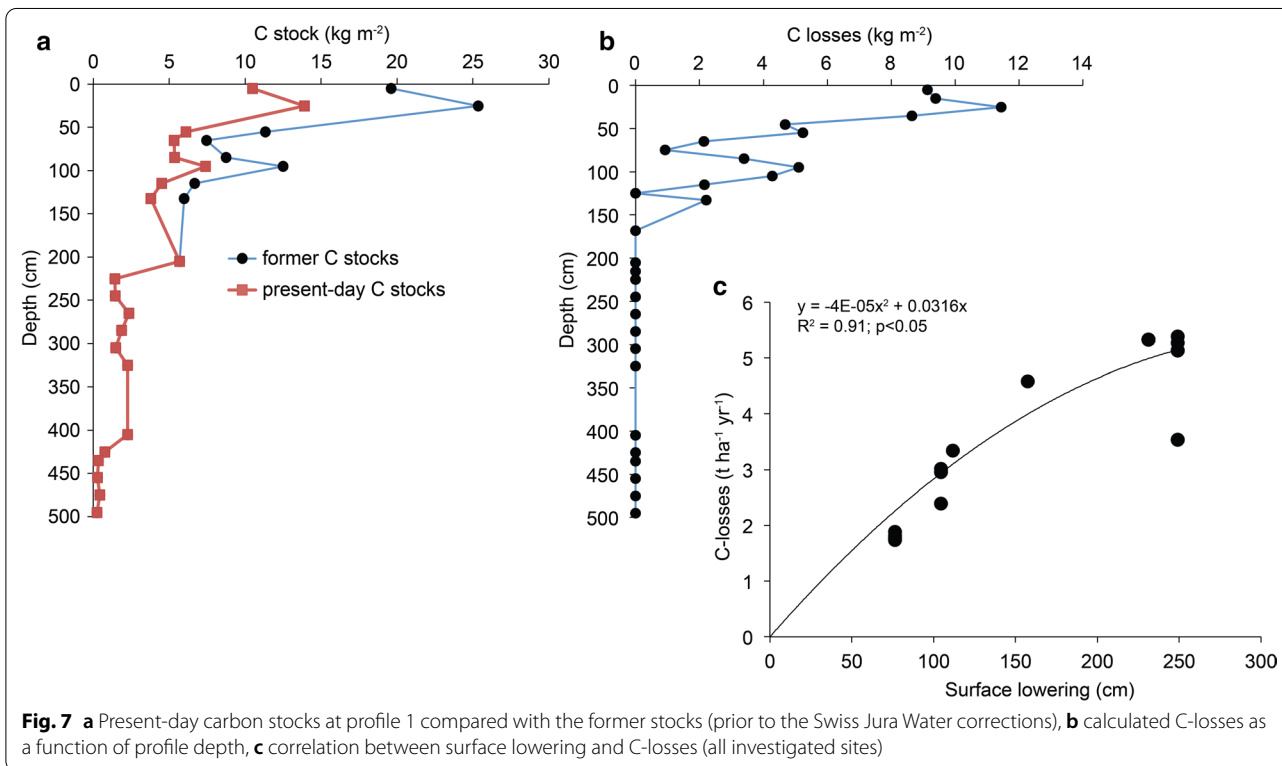 a
C stock (kg m-2)
0 5 10 15 20 25 30
0
50
100
150
200
250
300
350
400
450
500
Depth (cm)
former C stocks
present-day C stocks
b
C losses (kg m-2)
0 2 4 6 8 10 12 14
0
50
100
150
200
250
300
350
400
450
500
Depth (cm)
c
y = -4E-05x² + 0.0316x
R² = 0.91; p<0.05
6
5
4
3
2
1
0
C-losses (t ha-1 yr-1)
0 50 100 150 200 250 300
Surface lowering (cm)
Fig. 7 a Present-day carbon stocks at profile 1 compared with the former stocks (prior to the Swiss Jura Water corrections), b calculated C-losses as
a function of profile depth, c correlation between surface lowering and C-losses (all investigated sites)